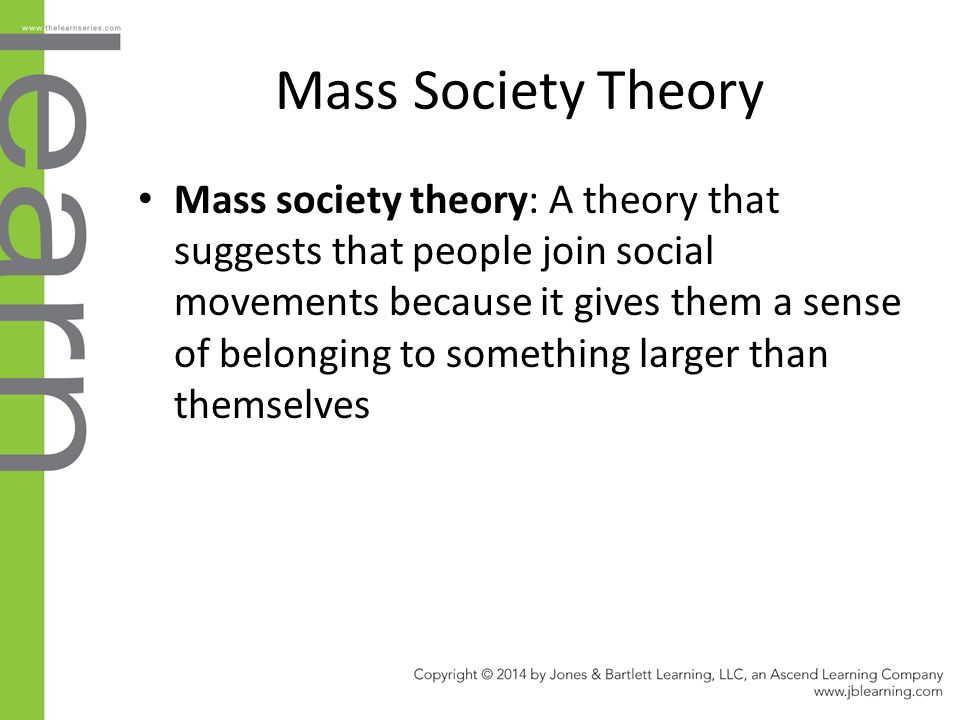 www.thelearnseries.com
learn
Mass Society Theory
• Mass society theory: A theory that
suggests that people join social
movements because it gives them a sense
of belonging to something larger than
themselves
Copyright © 2014 by Jones & Bartlett Learning, LLC, an Ascend Learning Company
www.jblearning.com